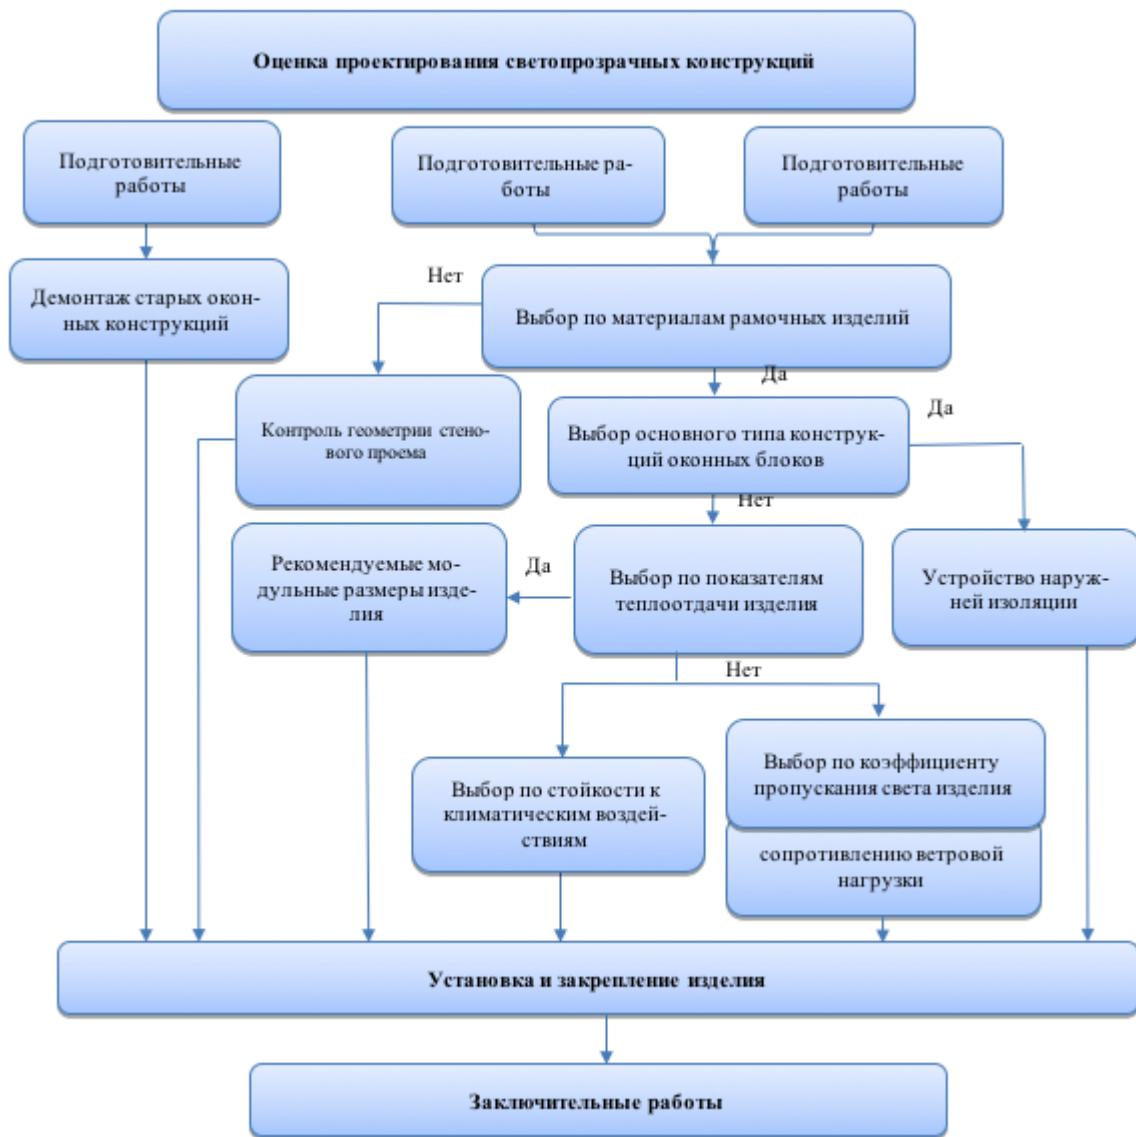 Оценка проектирования светопрозрачных конструкций
Подготовительные
работы
Подготовительные ра-
боты
Подготовительные
работы
Демонтаж старых окон-
ных конструкций
Нет
Выбор по материалам рамочных изделий
Да
Контроль геометрии стено-
вого проема
Выбор основного типа конструк-
ций оконных блоков
Да
Нет
Рекомендуемые мо-
дульные размеры изде-
лия
Да
Выбор по показателям
теплоотдачи изделия
Устройство наруж-
ней изоляции
Нет
Выбор по стойкости к
климатическим воздей-
ствиям
Выбор по коэффициенту
пропускания света изделия
сопротивлению ветровой
нагрузки
Установка и закрепление изделия
Заключительные работы